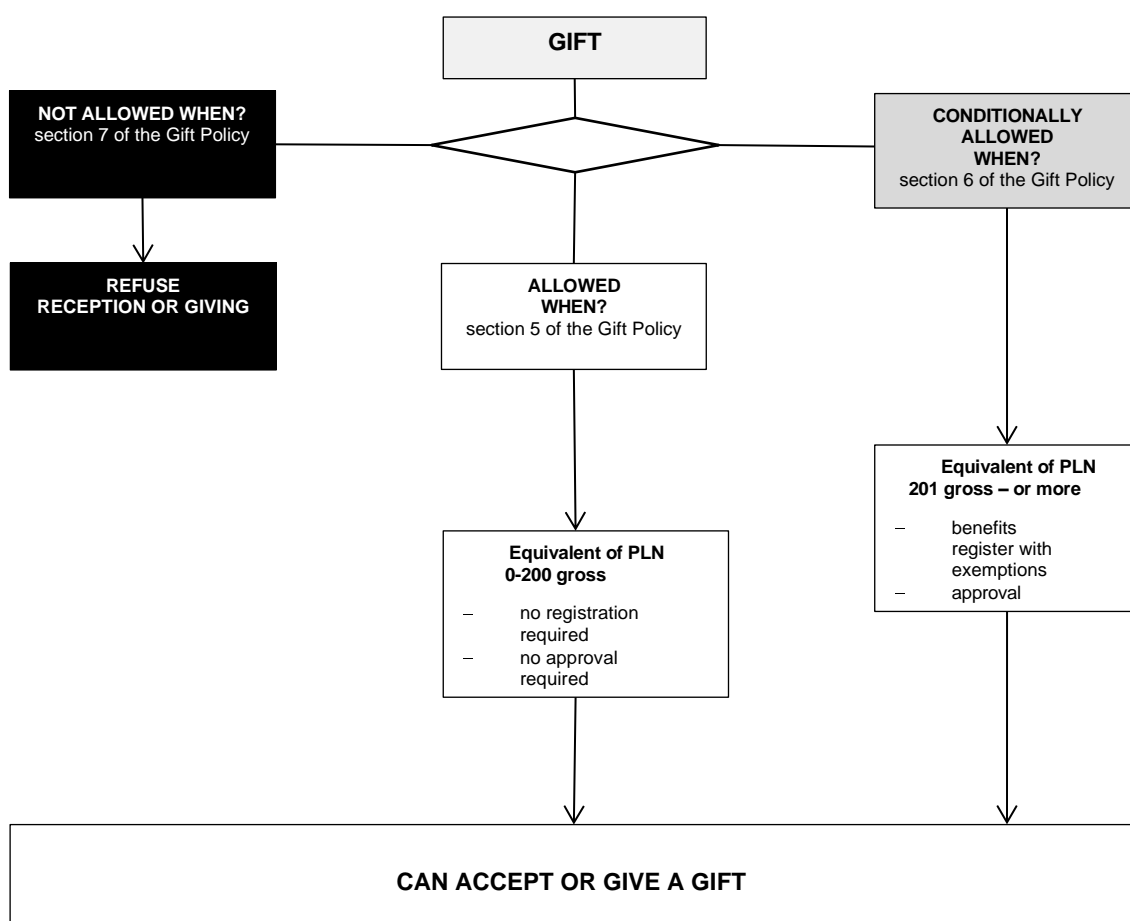 GIFT
NOT ALLOWED WHEN?
section 7 of the Gift Policy
CONDITIONALLY
ALLOWED
WHEN?
section 6 of the Gift Policy
REFUSE
RECEPTION OR GIVING
ALLOWED
WHEN?
section 5 of the Gift Policy
Equivalent of PLN
201 gross – or more
– benefits
register with
exemptions
– approval
Equivalent of PLN
0-200 gross
– no registration
required
– no approval
required
CAN ACCEPT OR GIVE A GIFT